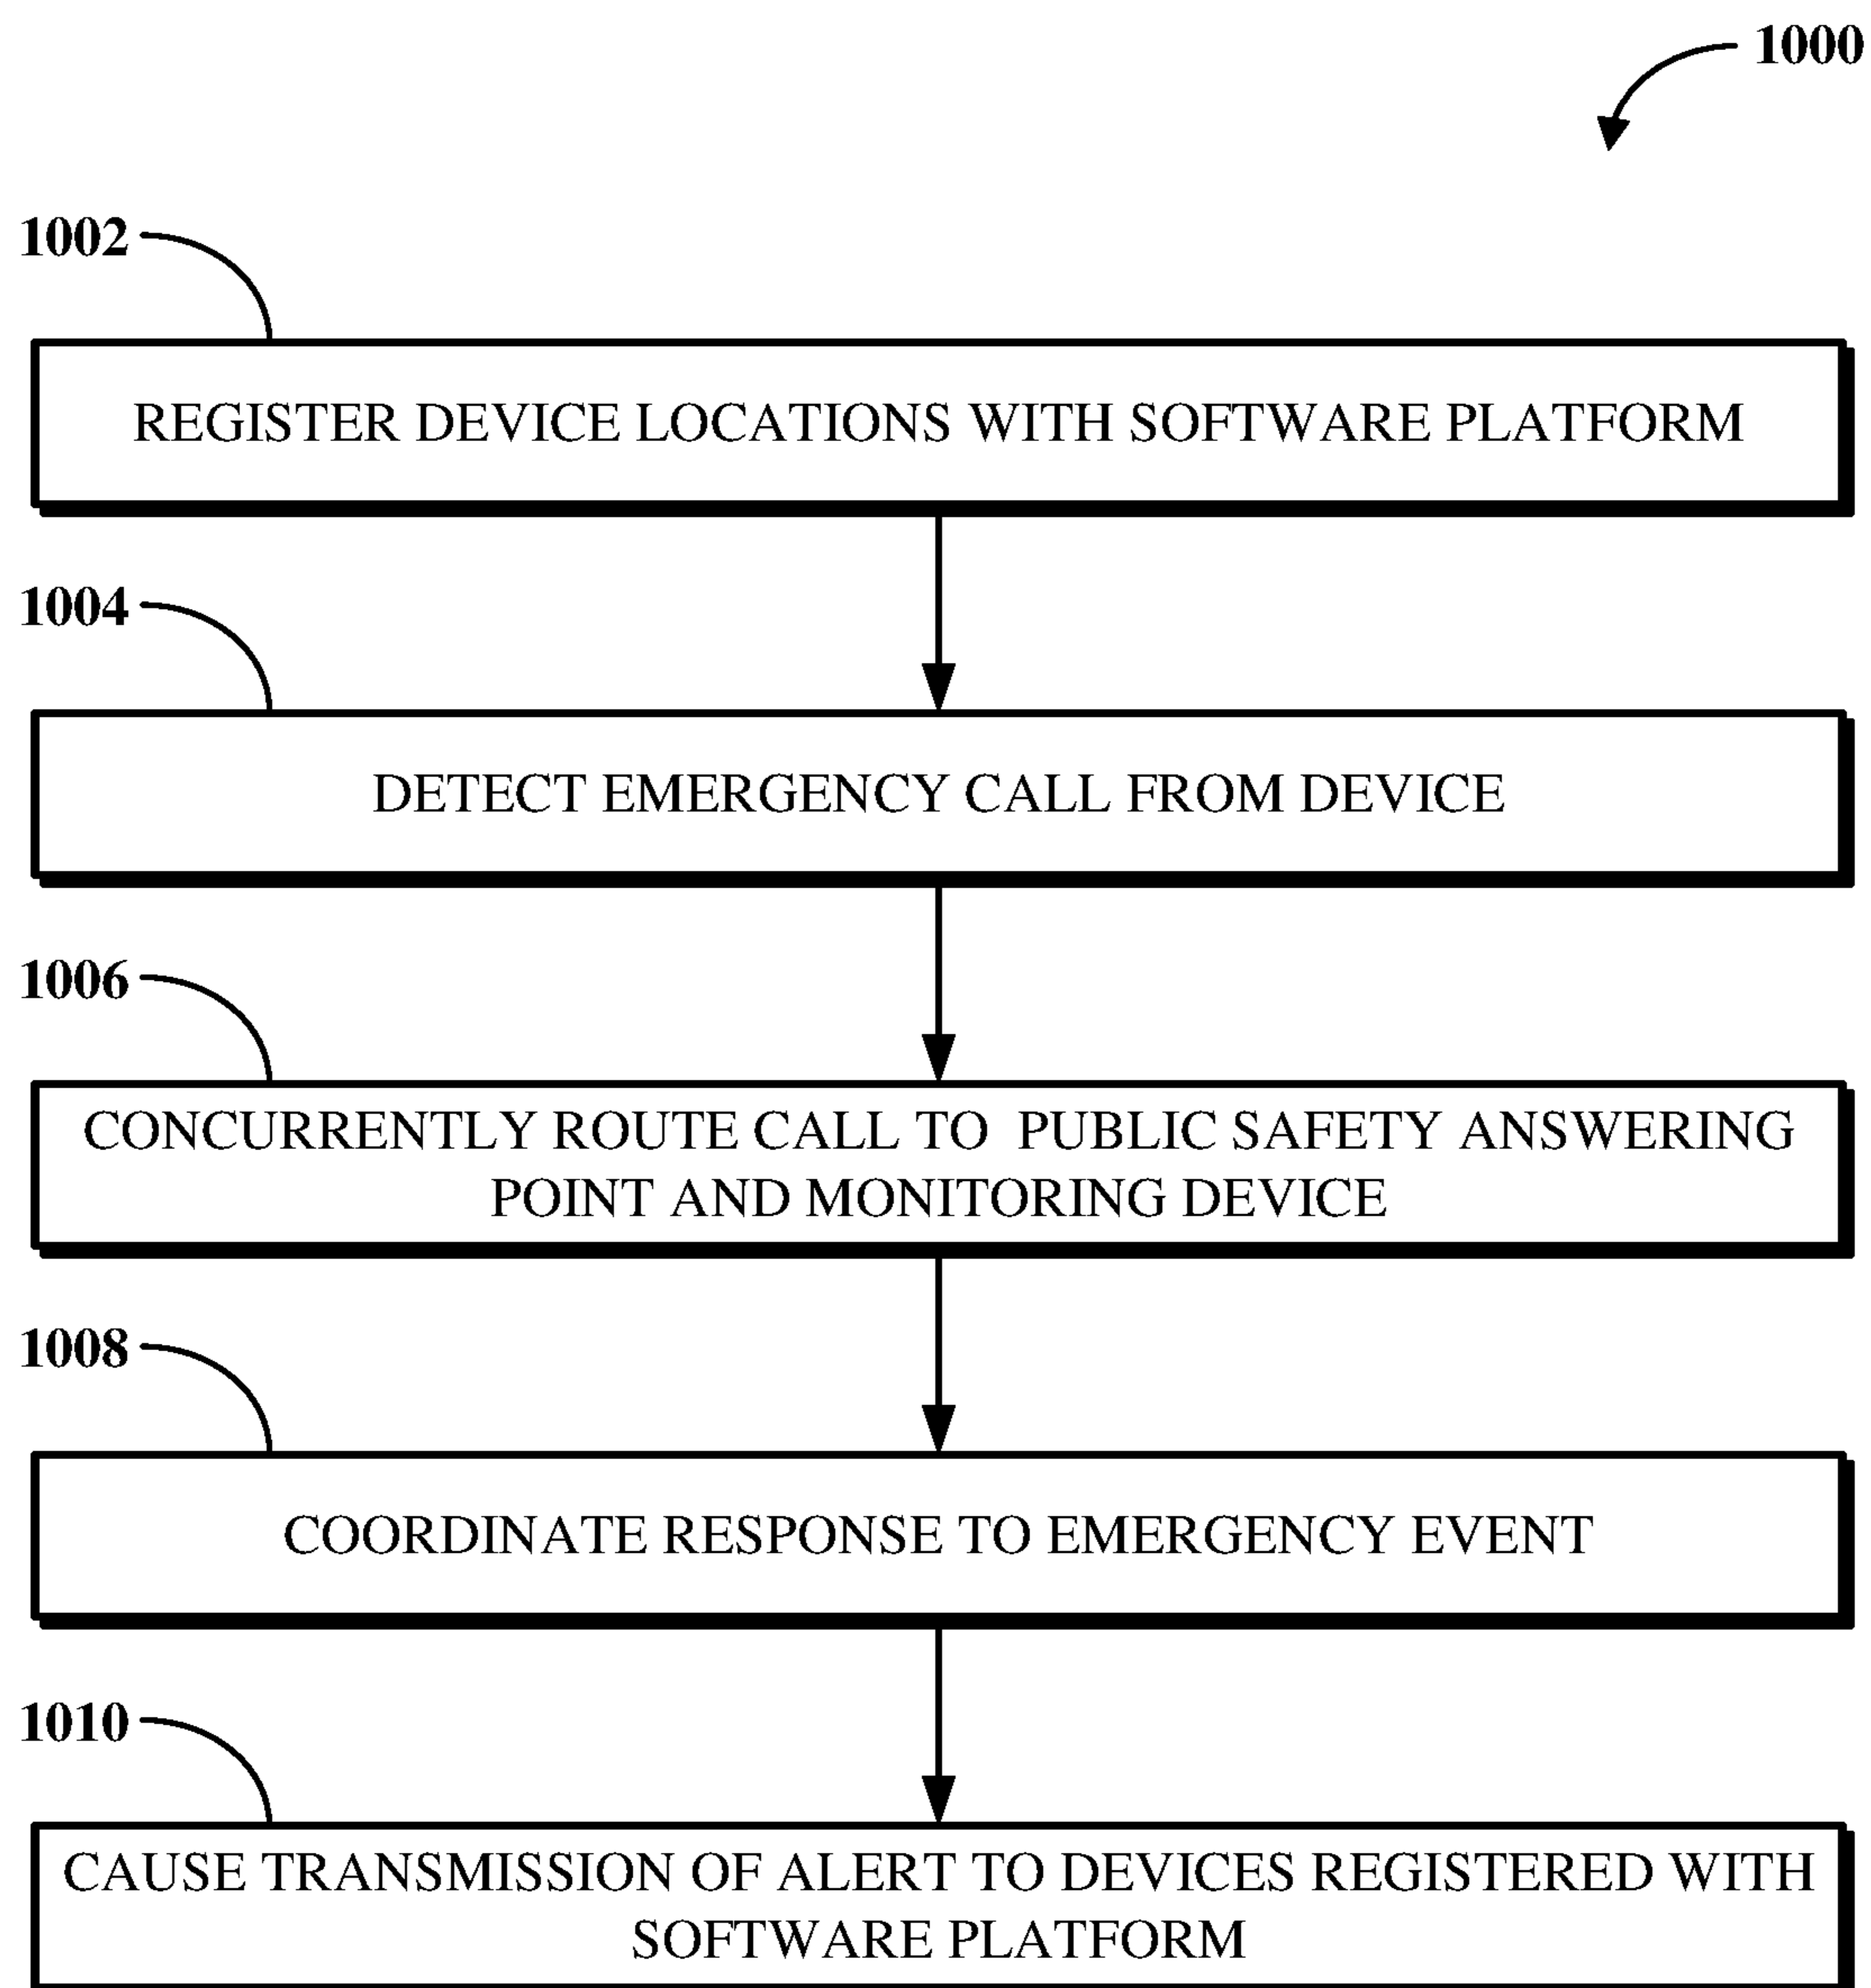 1000
1002
REGISTER DEVICE LOCATIONS WITH SOFTWARE PLATFORM
1004
DETECT EMERGENCY CALL FROM DEVICE
1006
CONCURRENTLY ROUTE CALL TO PUBLIC SAFETY ANSWERING
POINT AND MONITORING DEVICE
1008
COORDINATE RESPONSE TO EMERGENCY EVENT
1010
CAUSE TRANSMISSION OF ALERT TO DEVICES REGISTERED WITH
SOFTWARE PLATFORM